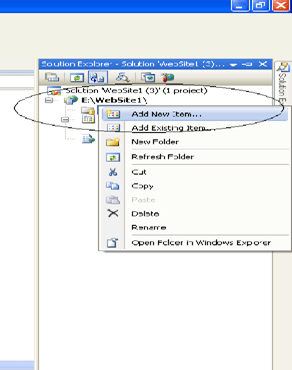 Solution Explorer - Solution 'WebSite1 (3)'...
Solution 'WebSite1 (3)' (1 project)
E:\WebSite1\
Add New Item...
Add Existing Item...
New Folder
Refresh Folder
Cut
Copy
Paste
Delete
Rename
Open Folder in Windows Explorer
Solution E